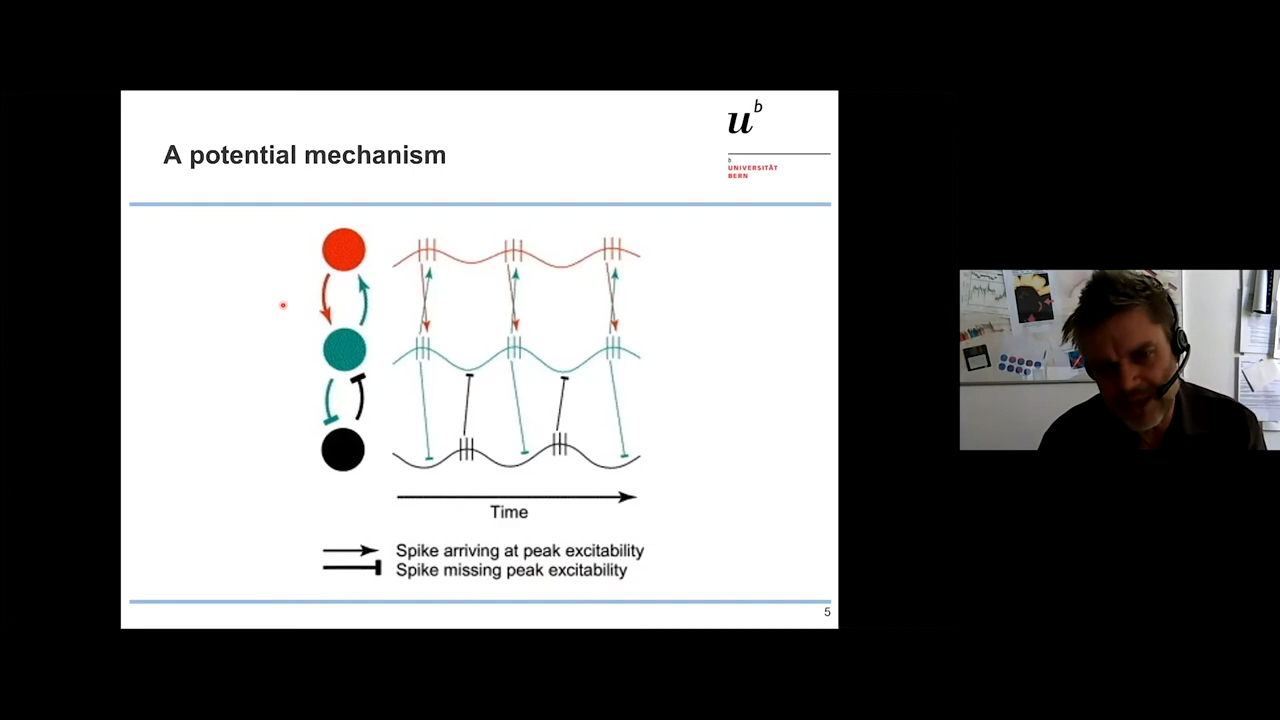 A potential mechanism
u b
b
UNIVERSITÄT
BERN
Time
Spike arriving at peak excitability
Spike missing peak excitability
5